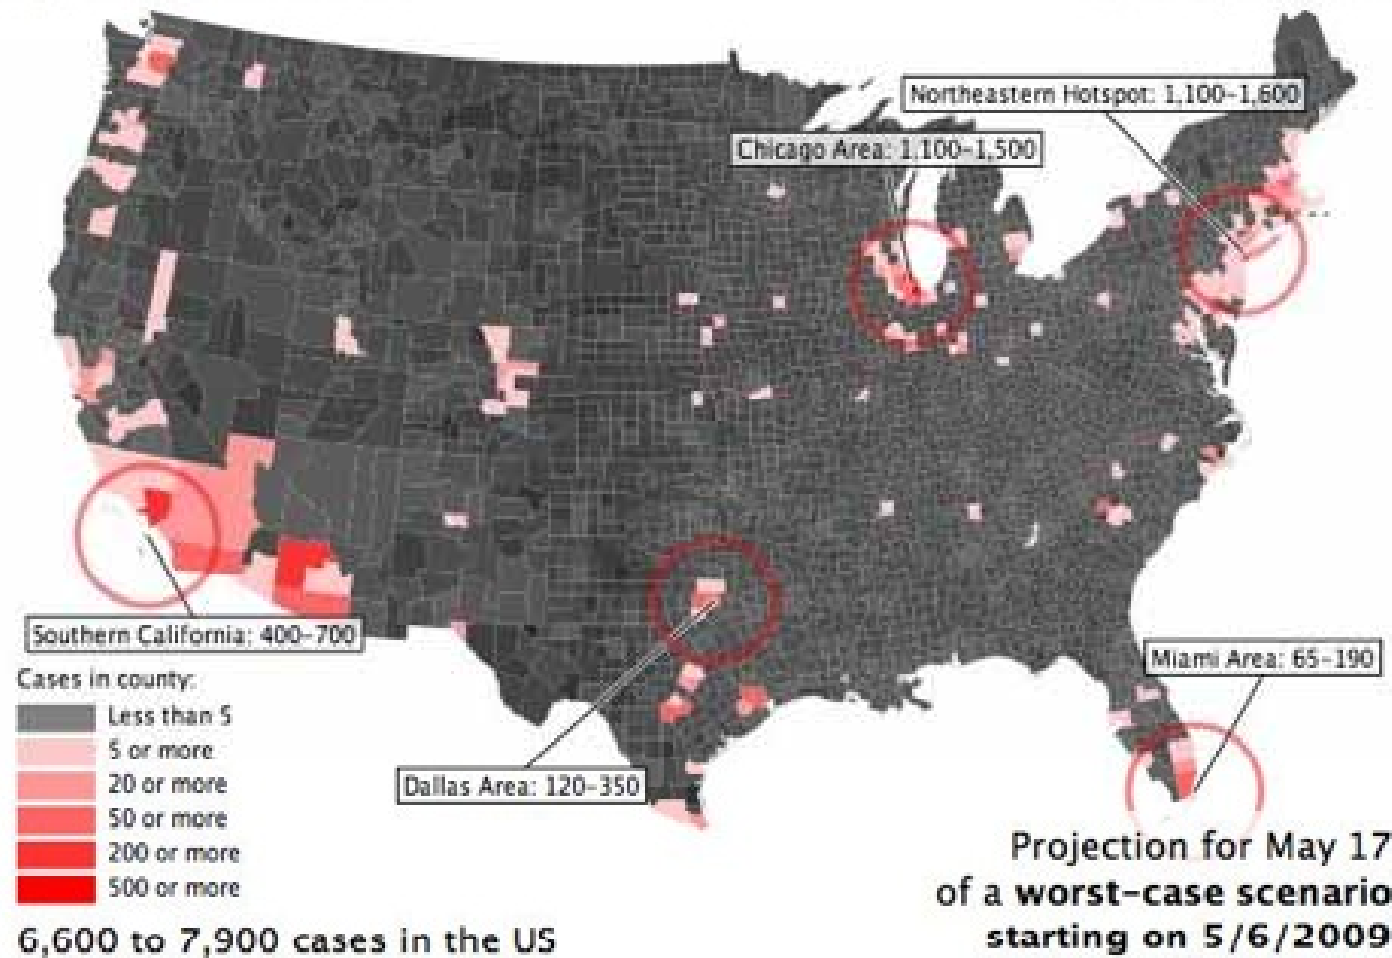 Northeastern Hotspot: 1,100-1,600
Chicago Area: 1,100-1,500
Southern California: 400-700
Miami Area: 65-190
Dallas Area: 120-350
Cases in county:
Less than 5
5 or more
20 or more
50 or more
200 or more
500 or more
6,600 to 7,900 cases in the US
Projection for May 17
of a worst-case scenario
starting on 5/6/2009